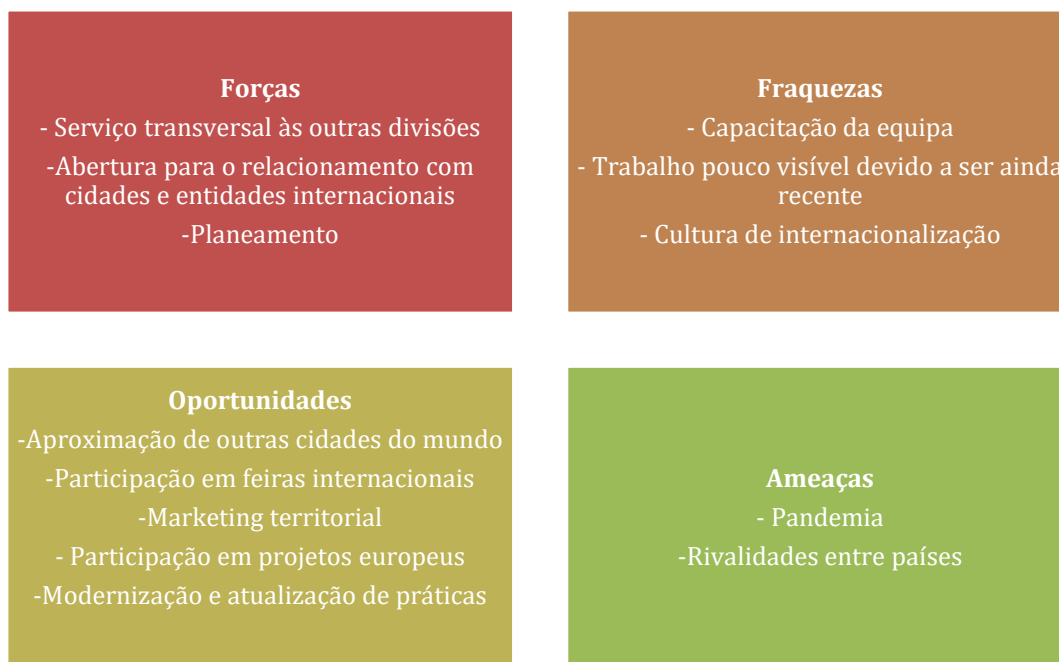 Forças
- Serviço transversal às outras divisões
-Abertura para o relacionamento com
cidades e entidades internacionais
-Planeamento
Fraquezas
- Capacitação da equipa
- Trabalho pouco visível devido a ser ainda
recente
- Cultura de internacionalização
Oportunidades
-Aproximação de outras cidades do mundo
-Participação em feiras internacionais
-Marketing territorial
- Participação em projetos europeus
-Modernização e atualização de práticas
Ameaças
- Pandemia
-Rivalidades entre países